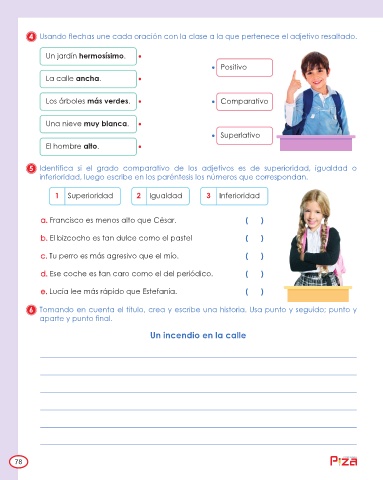 4 Usando flechas une cada oración con la clase a la que pertenece el adjetivo resaltado.
Un jardín hermosísimo.
Positivo
La calle ancha.
Los árboles más verdes.
Comparativo
Una nieve muy blanca.
Superlativo
El hombre alto.
5 Identifica si el grado comparativo de los adjetivos es de superioridad, igualdad o
inferioridad, luego escribe en los paréntesis los números que correspondan.
1 Superioridad 2 Igualdad 3 Inferioridad
a. Francisco es menos alto que César. ( )
b. El bizcocho es tan dulce como el pastel ( )
c. Tu perro es más agresivo que el mío. ( )
d. Ese coche es tan caro como el del periódico. ( )
e. Lucía lee más rápido que Estefanía. ( )
6 Tomando en cuenta el título, crea y escribe una historia. Usa punto y seguido; punto y
aparte y punto final.
Un incendio en la calle
78